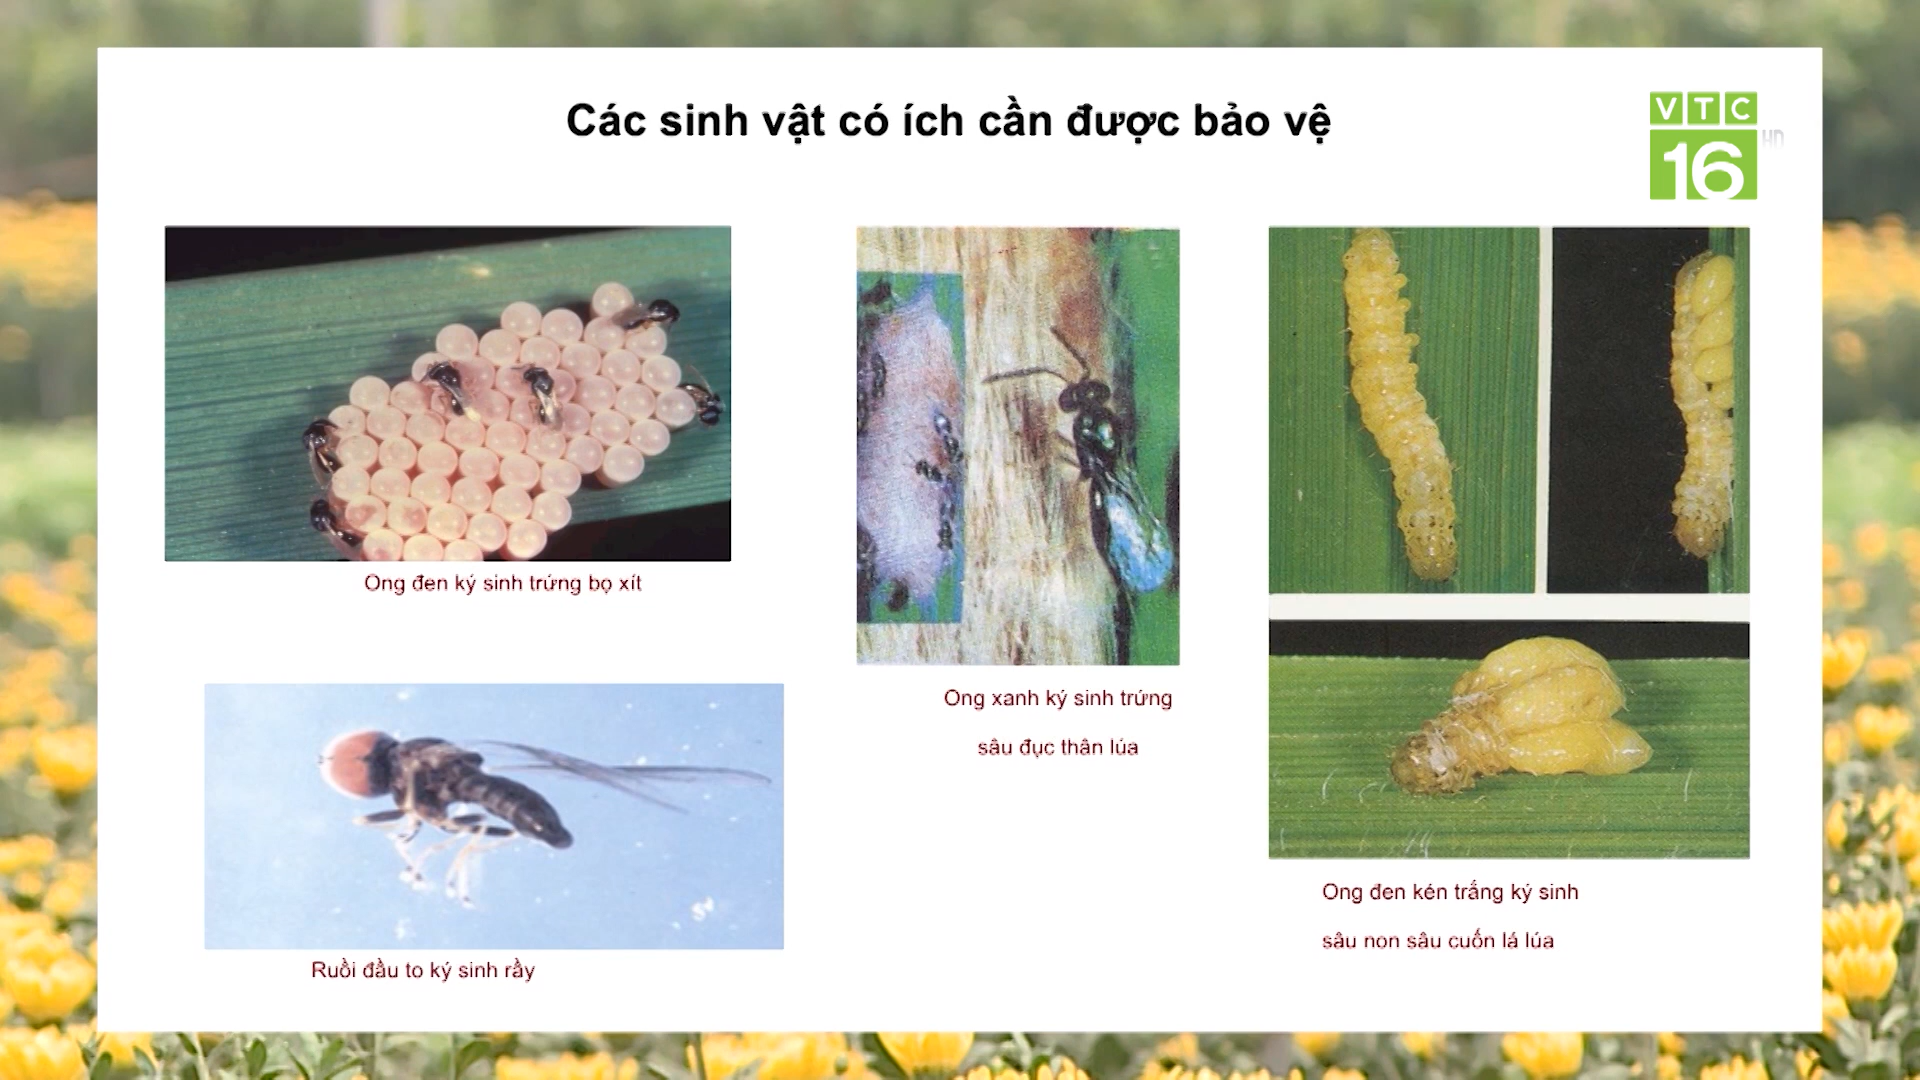 Các sinh vật có ích cần được bảo vệ
VTC
16
HD
Ong đen ký sinh trứng bọ xít
Ong xanh ký sinh trứng
sâu đục thân lúa
Ruồi đầu to ký sinh rầy
Ong đen kén trắng ký sinh
sâu non sâu cuốn lá lúa